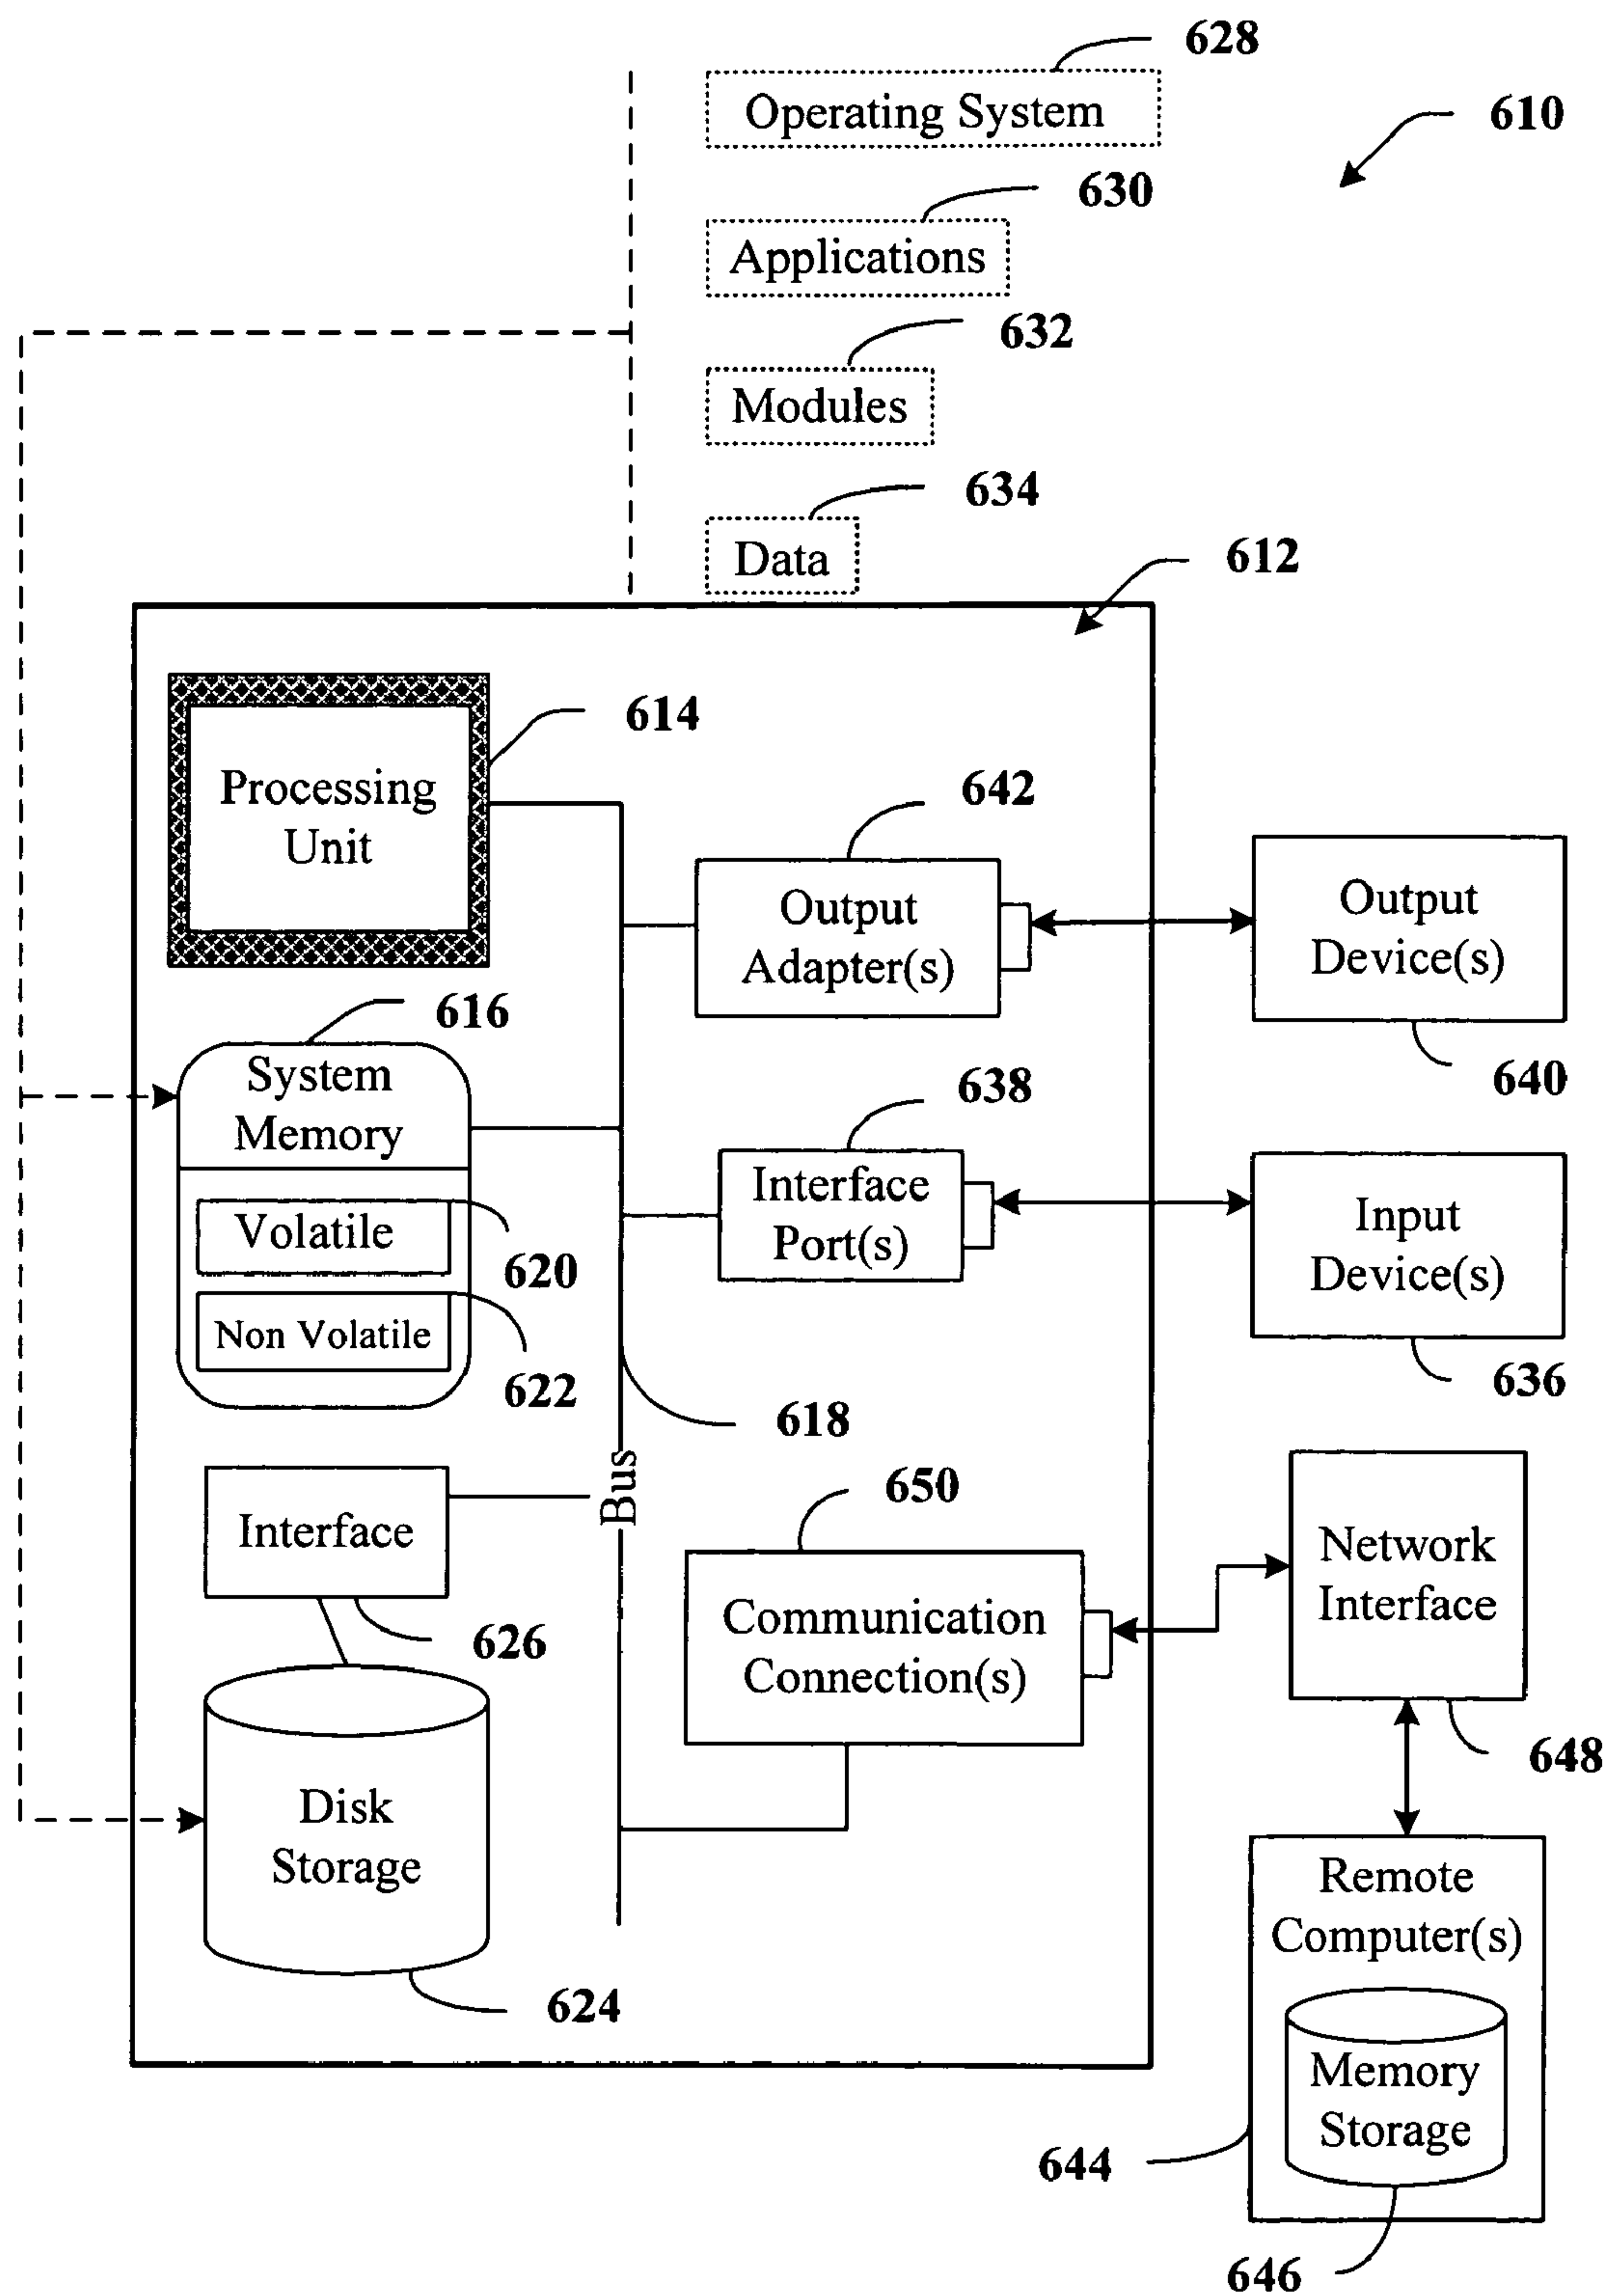 628
Operating System
610
630
Applications
632
Modules
634
Data
612
614
Processing
Unit
642
Output
Adapter(s)
Output
Device(s)
640
616
System
Memory
638
Interface
Port(s)
Input
Device(s)
636
Volatile
620
Non Volatile
622
618
Bus
650
Interface
626
Communication
Connection(s)
Network
Interface
648
Disk
Storage
624
Remote
Computer(s)
Memory
Storage
644
646